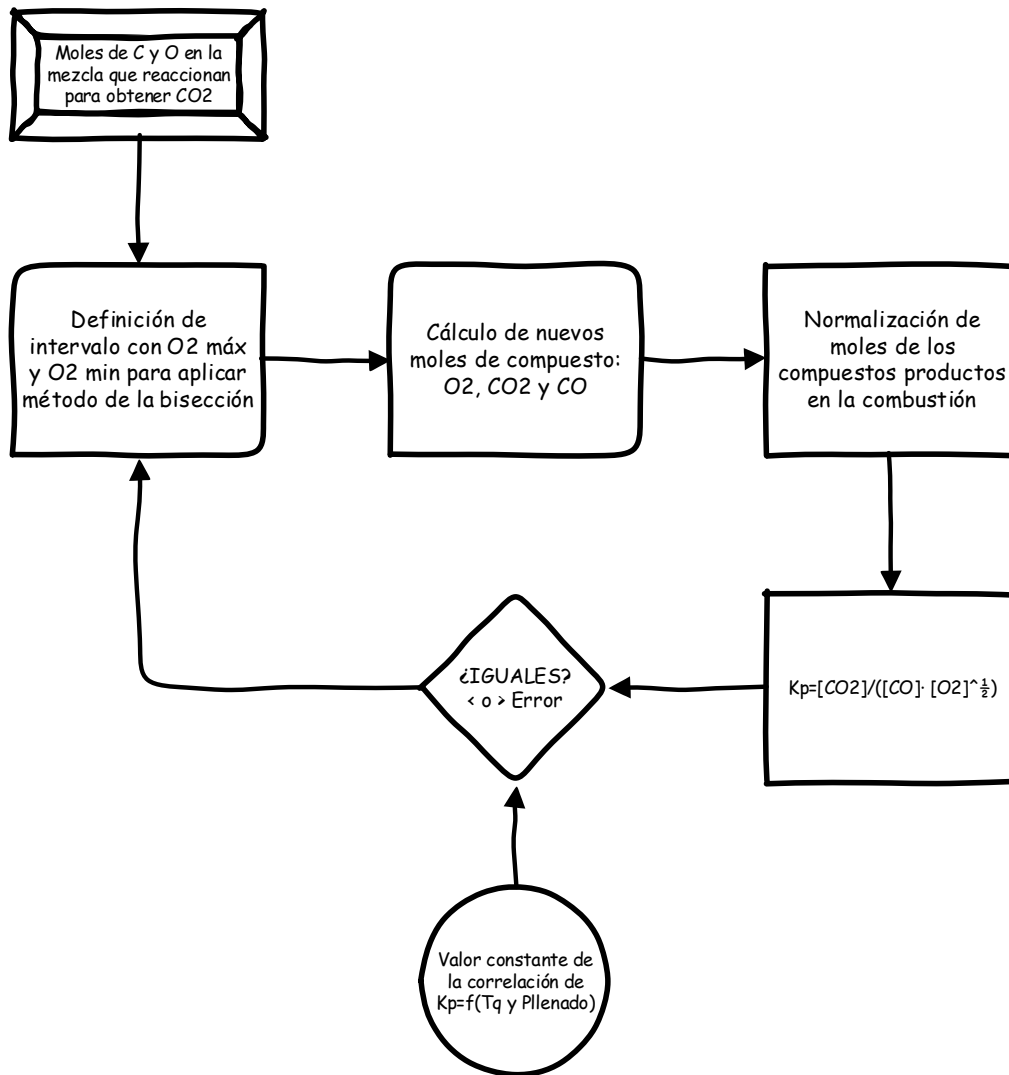 Moles de C y O en la
mezcla que reaccionan
para obtener CO2
Definición de
intervalo con O2 máx
y O2 min para aplicar
método de la bisección
Cálculo de nuevos
moles de compuesto:
O2, CO2 y CO
Normalización de
moles de los
compuestos productos
en la combustión
¿IGUALES?
< o > Error
Kp=[CO2]/([CO]· [O2]^½)
Valor constante de
la correlación de
Kp=f(Tq y Pllenado)